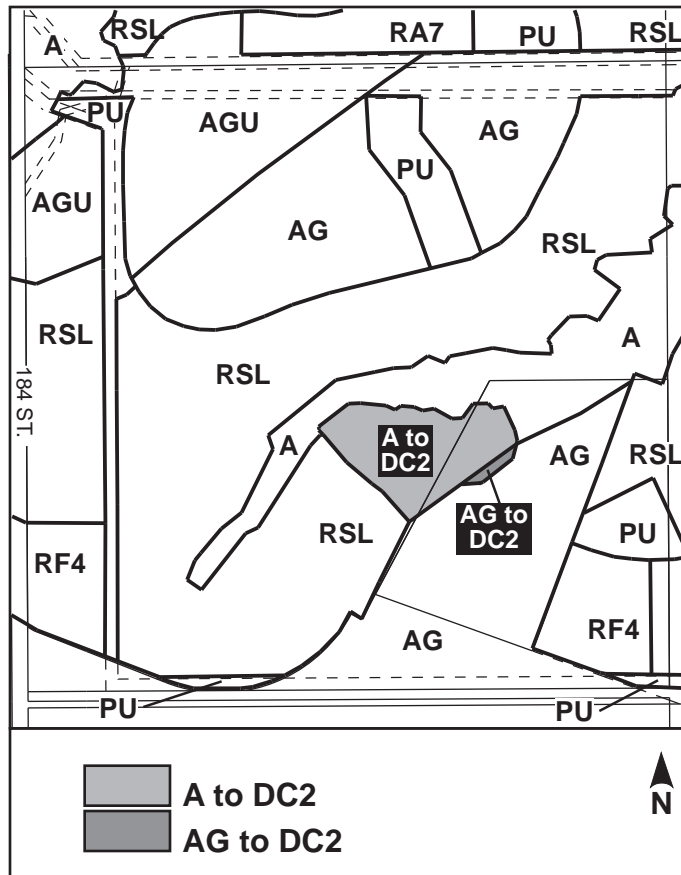 A
RSL
RA7
PU
RSL
PU
AGU
AG
PU
AGU
AG
RSL
RSL
A
RSL
184 ST.
A
A to
DC2
AG
RSL
AG to
DC2
RSL
PU
RF4
RF4
AG
PU
PU
A to DC2
AG to DC2
N